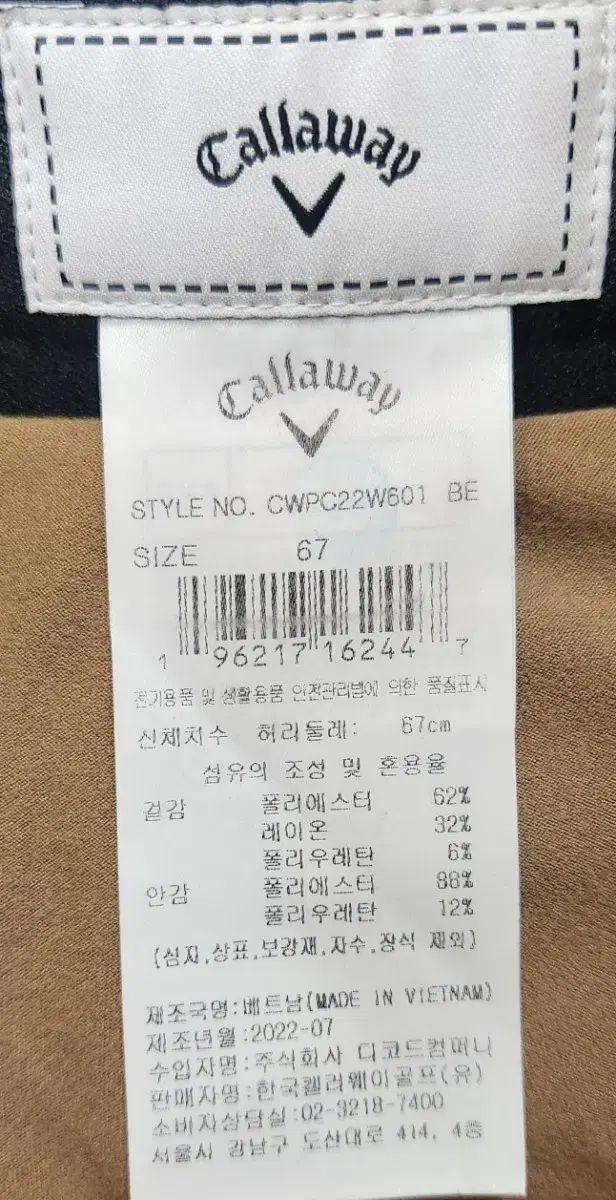 Callaway
Callaway
STYLE NO. CWPC22W601 BE
SIZE 67
1 96217 16244 7
전기용품 및 생활용품 안전관리법에 의한 품질표시
신체치수 허리둘레: 67cm
섬유의 조성 및 혼용율
겉감 폴리에스터 62%
레이온 32%
폴리우레탄 6%
안감 폴리에스터 88%
폴리우레탄 12%
(심지,상표,보강재,자수,장식 제외)
제조국명:베트남(MADE IN VIETNAM)
제조년월:2022-07
수입자명:주식회사 디코드컴퍼니
판매자명:한국캘러웨이골프(유)
소비자상담실:02-3218-7400
서울시 강남구 도산대로 414, 4층